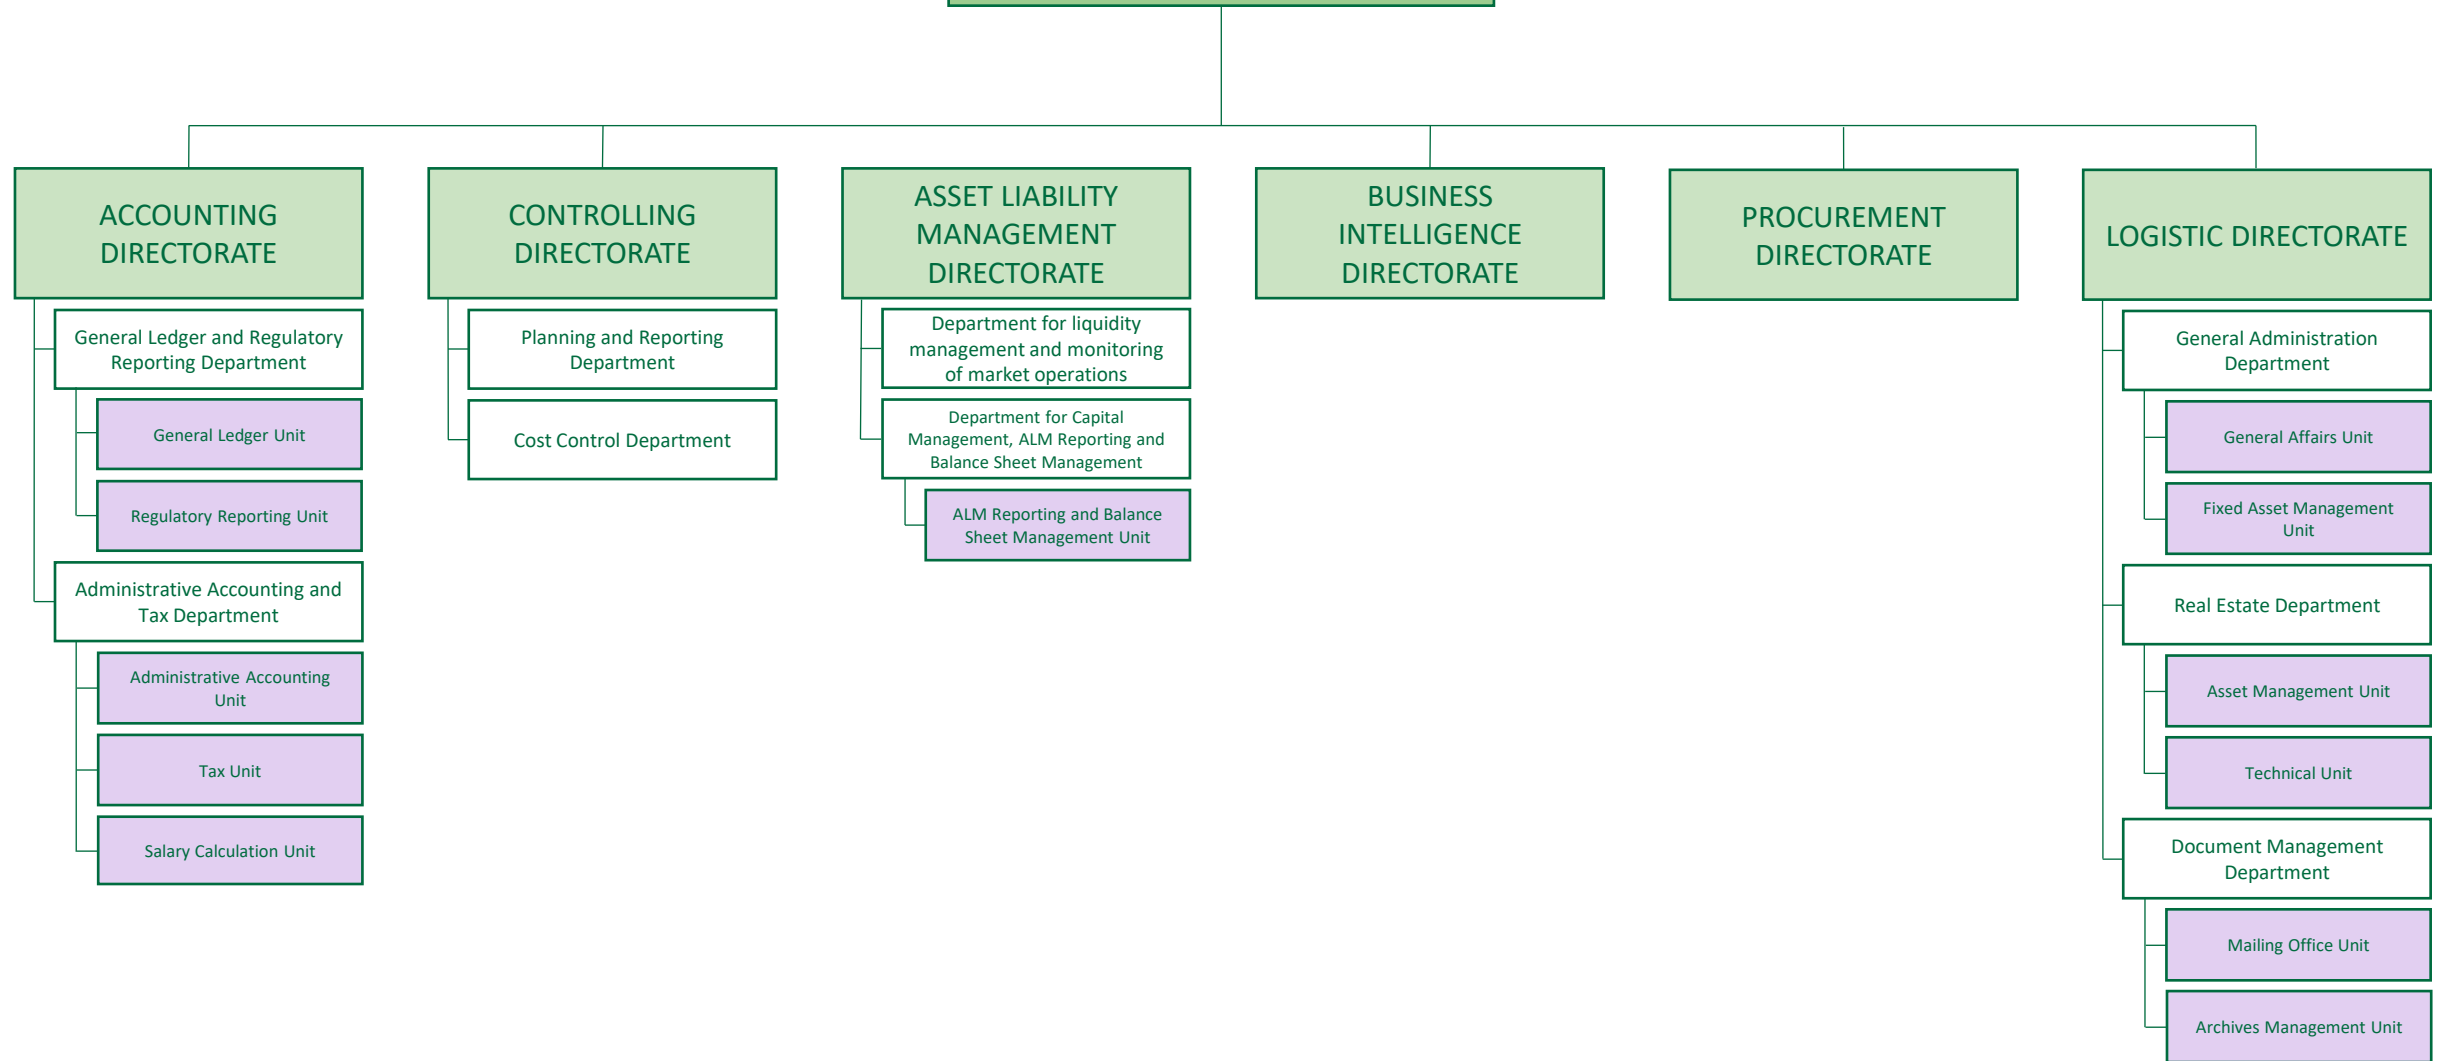 ACCOUNTING
DIRECTORATE
General Ledger and Regulatory
Reporting Department
General Ledger Unit
Regulatory Reporting Unit
Administrative Accounting and
Tax Department
Administrative Accounting
Unit
Tax Unit
Salary Calculation Unit
CONTROLLING
DIRECTORATE
Planning and Reporting
Department
Cost Control Department
ASSET LIABILITY
MANAGEMENT
DIRECTORATE
Department for liquidity
management and monitoring
of market operations
Department for Capital
Management, ALM Reporting and
Balance Sheet Management
ALM Reporting and Balance
Sheet Management Unit
BUSINESS
INTELLIGENCE
DIRECTORATE
PROCUREMENT
DIRECTORATE
LOGISTIC DIRECTORATE
General Administration
Department
General Affairs Unit
Fixed Asset Management
Unit
Real Estate Department
Asset Management Unit
Technical Unit
Document Management
Department
Mailing Office Unit
Archives Management Unit